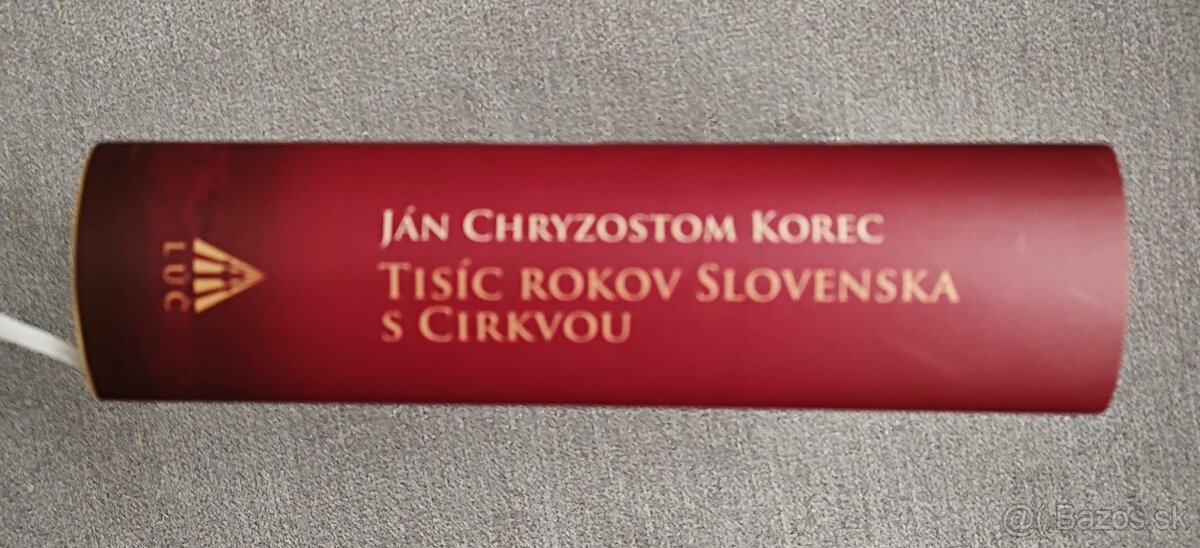 JÁN CHRYZOSTOM KOREC
TISÍC ROKOV SLOVENSKA
S CIRKVOU
LÚČ
@( Bazos.sk